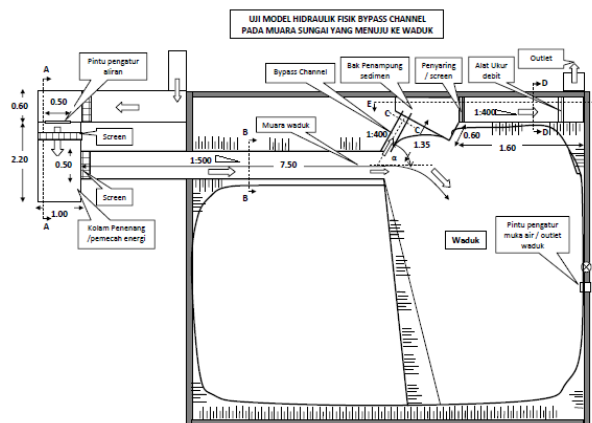 UJI MODEL HIDRAULIK FISIK BYPASS CHANNEL
PADA MUARA SUNGAI YANG MENUJU KE WADUK
A
Pintu pengatur
aliran
0.60
0.50
Bypass Channel
Bak Penampung
sedimen
Penyaring
/ screen
Alat Ukur
debit
Outlet
D
E
C
1:400
1:400
C
D
2.20
Screen
B
Muara waduk
1.35
0.60
1.60
α
0.50
1:500
7.50
Screen
B
1.00
A
Kolam Penenang
/pemecah energi
Waduk
Pintu pengatur
muka air / outlet
waduk